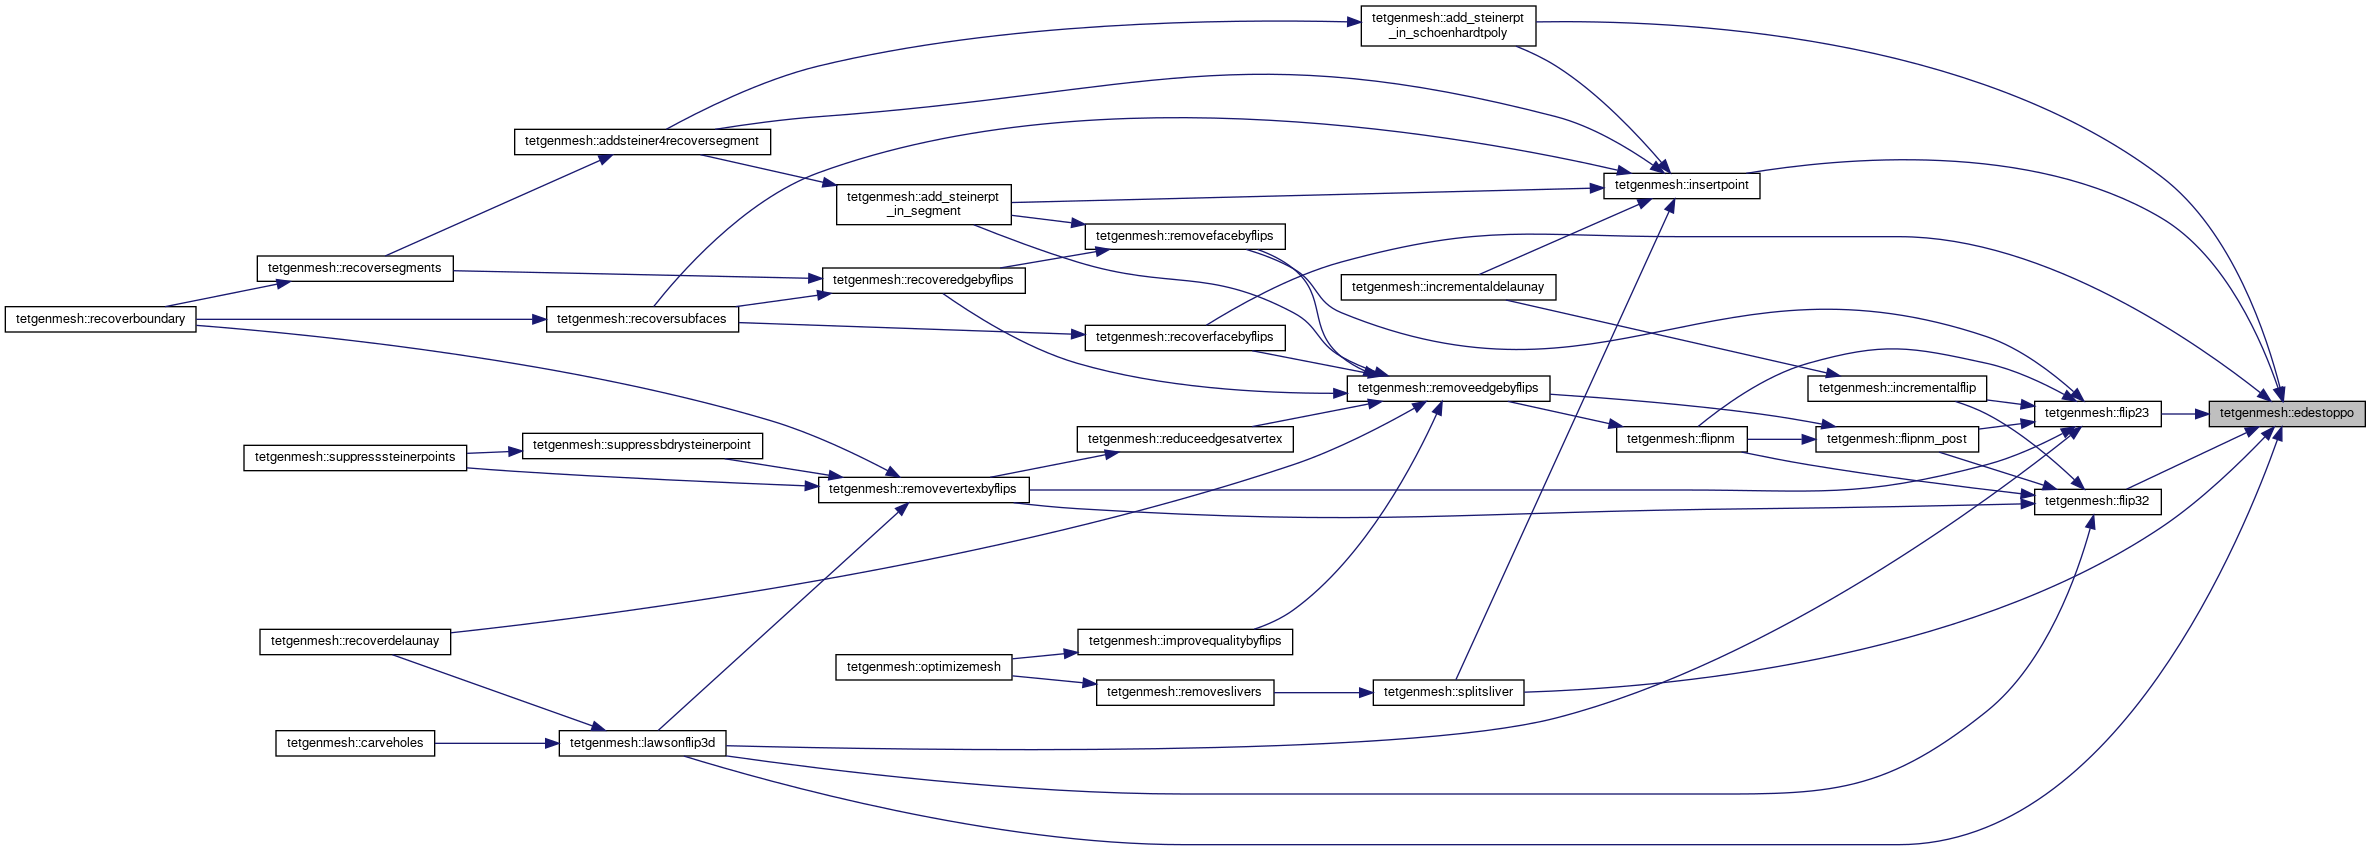 tetgenmesh::add_steinerpt
_in_schoenhardtpoly
tetgenmesh::addsteiner4recoversegment
tetgenmesh::insertpoint
tetgenmesh::add_steinerpt
_in_segment
tetgenmesh::removefacebyflips
tetgenmesh::recoversegments
tetgenmesh::recoveredgebyflips
tetgenmesh::incrementaldelaunay
tetgenmesh::recoverboundary
tetgenmesh::recoversubfaces
tetgenmesh::recoverfacebyflips
tetgenmesh::removeedgebyflips
tetgenmesh::incrementalflip
tetgenmesh::flip23
tetgenmesh::edestoppo
tetgenmesh::reduceedgesatvertex
tetgenmesh::flipnm
tetgenmesh::flipnm_post
tetgenmesh::suppresssteinerpoints
tetgenmesh::suppressbdrysteinerpoint
tetgenmesh::removevertexbyflips
tetgenmesh::flip32
tetgenmesh::recoverdelaunay
tetgenmesh::improvequalitybyflips
tetgenmesh::optimizemesh
tetgenmesh::removeslivers
tetgenmesh::splitsliver
tetgenmesh::carveholes
tetgenmesh::lawsonflip3d